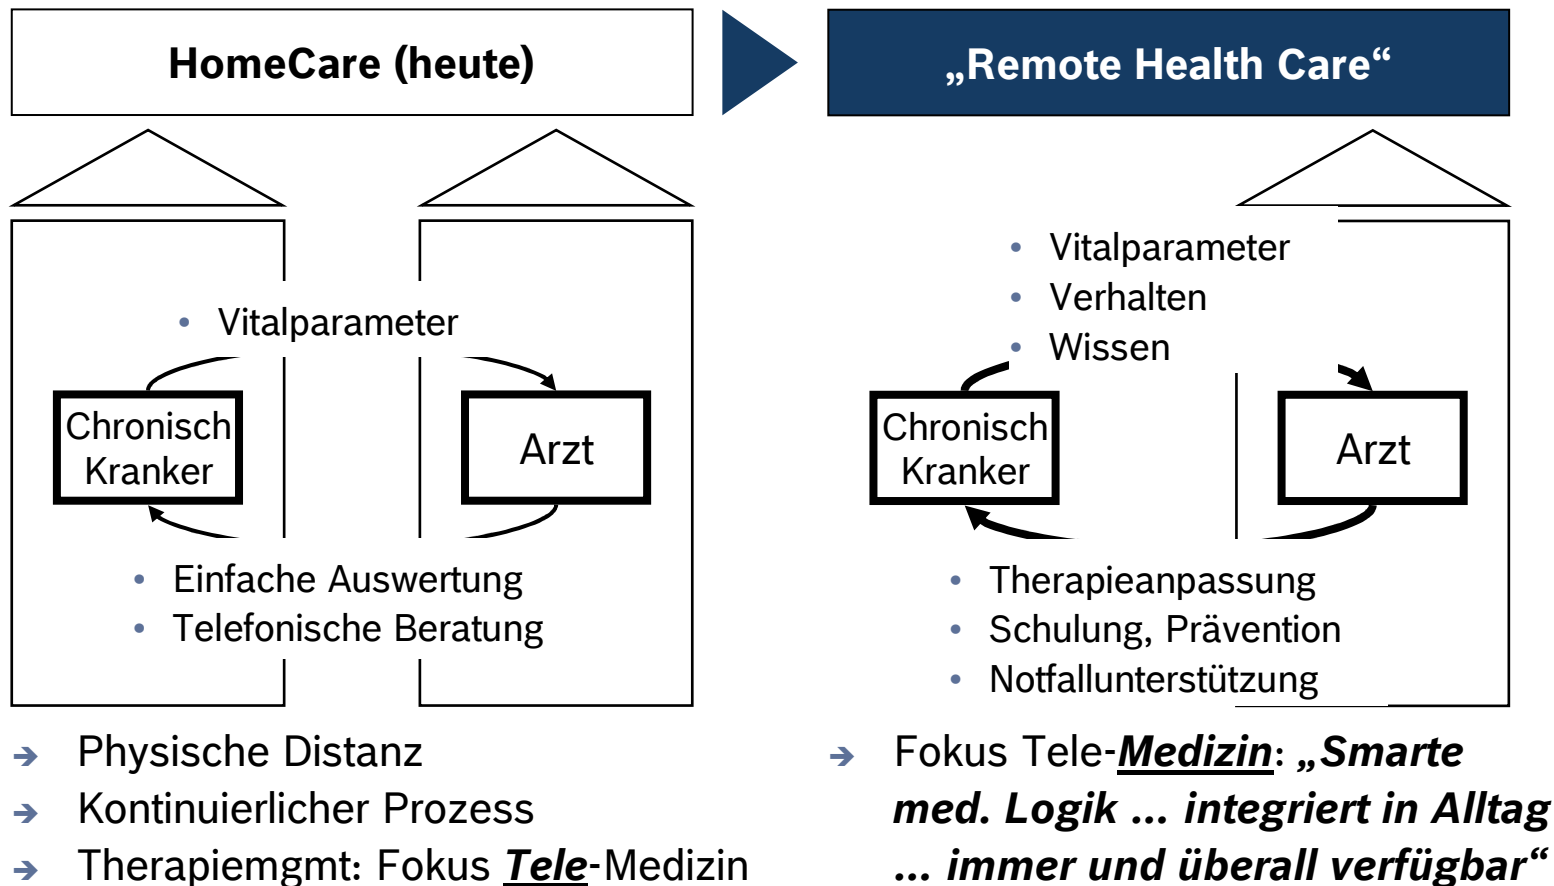 HomeCare (heute)
• Vitalparameter
Chronisch
Kranker
Arzt
• Einfache Auswertung
• Telefonische Beratung
➔ Physische Distanz
➔ Kontinuierlicher Prozess
➔ Therapiemgmt: Fokus Tele-Medizin
„Remote Health Care“
• Vitalparameter
• Verhalten
• Wissen
Chronisch
Kranker
Arzt
• Therapieanpassung
• Schulung, Prävention
• Notfallunterstützung
➔ Fokus Tele-Medizin: „Smarte
med. Logik ... integriert in Alltag
... immer und überall verfügbar“